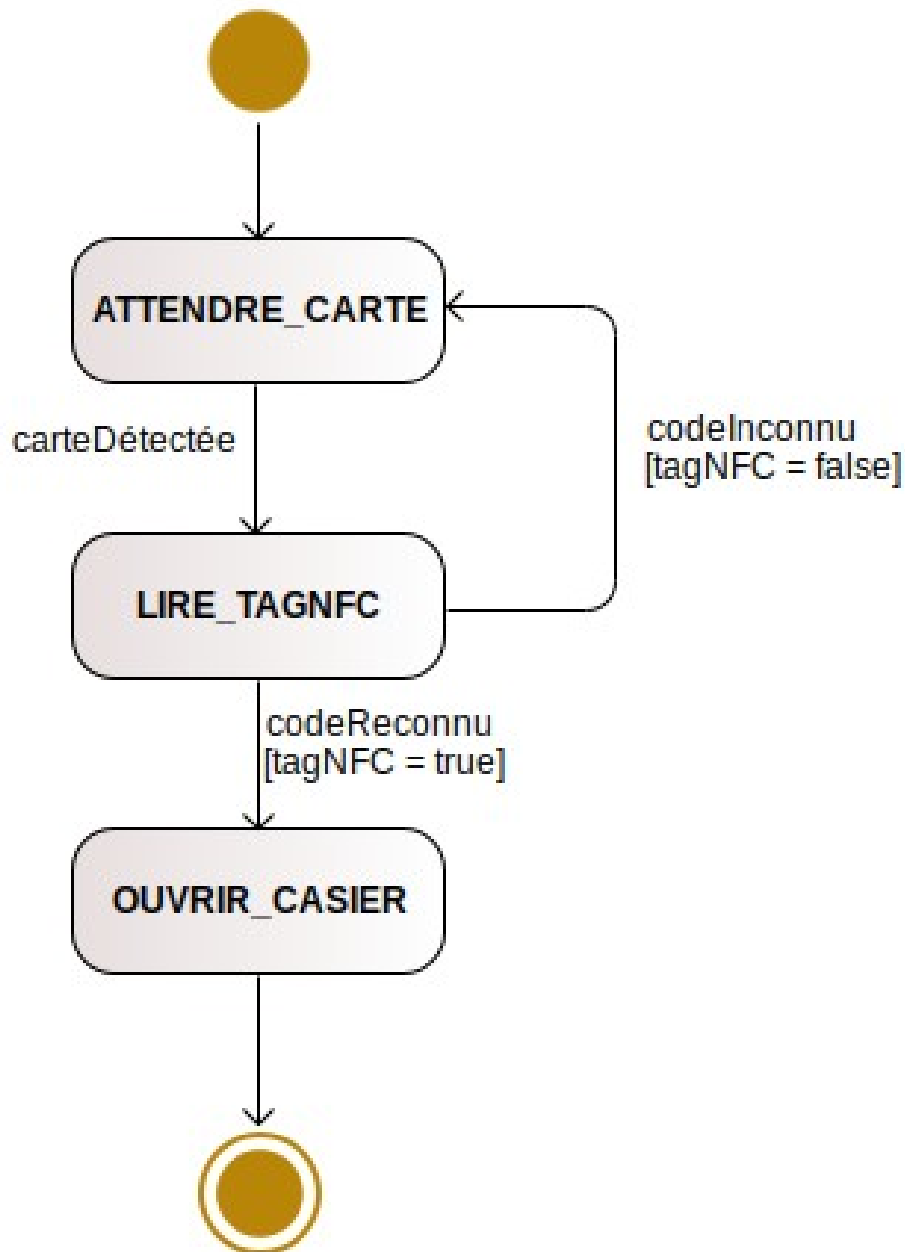 ATTENDRE_CARTE
carteDétectée
codeInconnu
[tagNFC = false]
LIRE_TAGNFC
codeReconnu
[tagNFC = true]
OUVRIR_CASIER